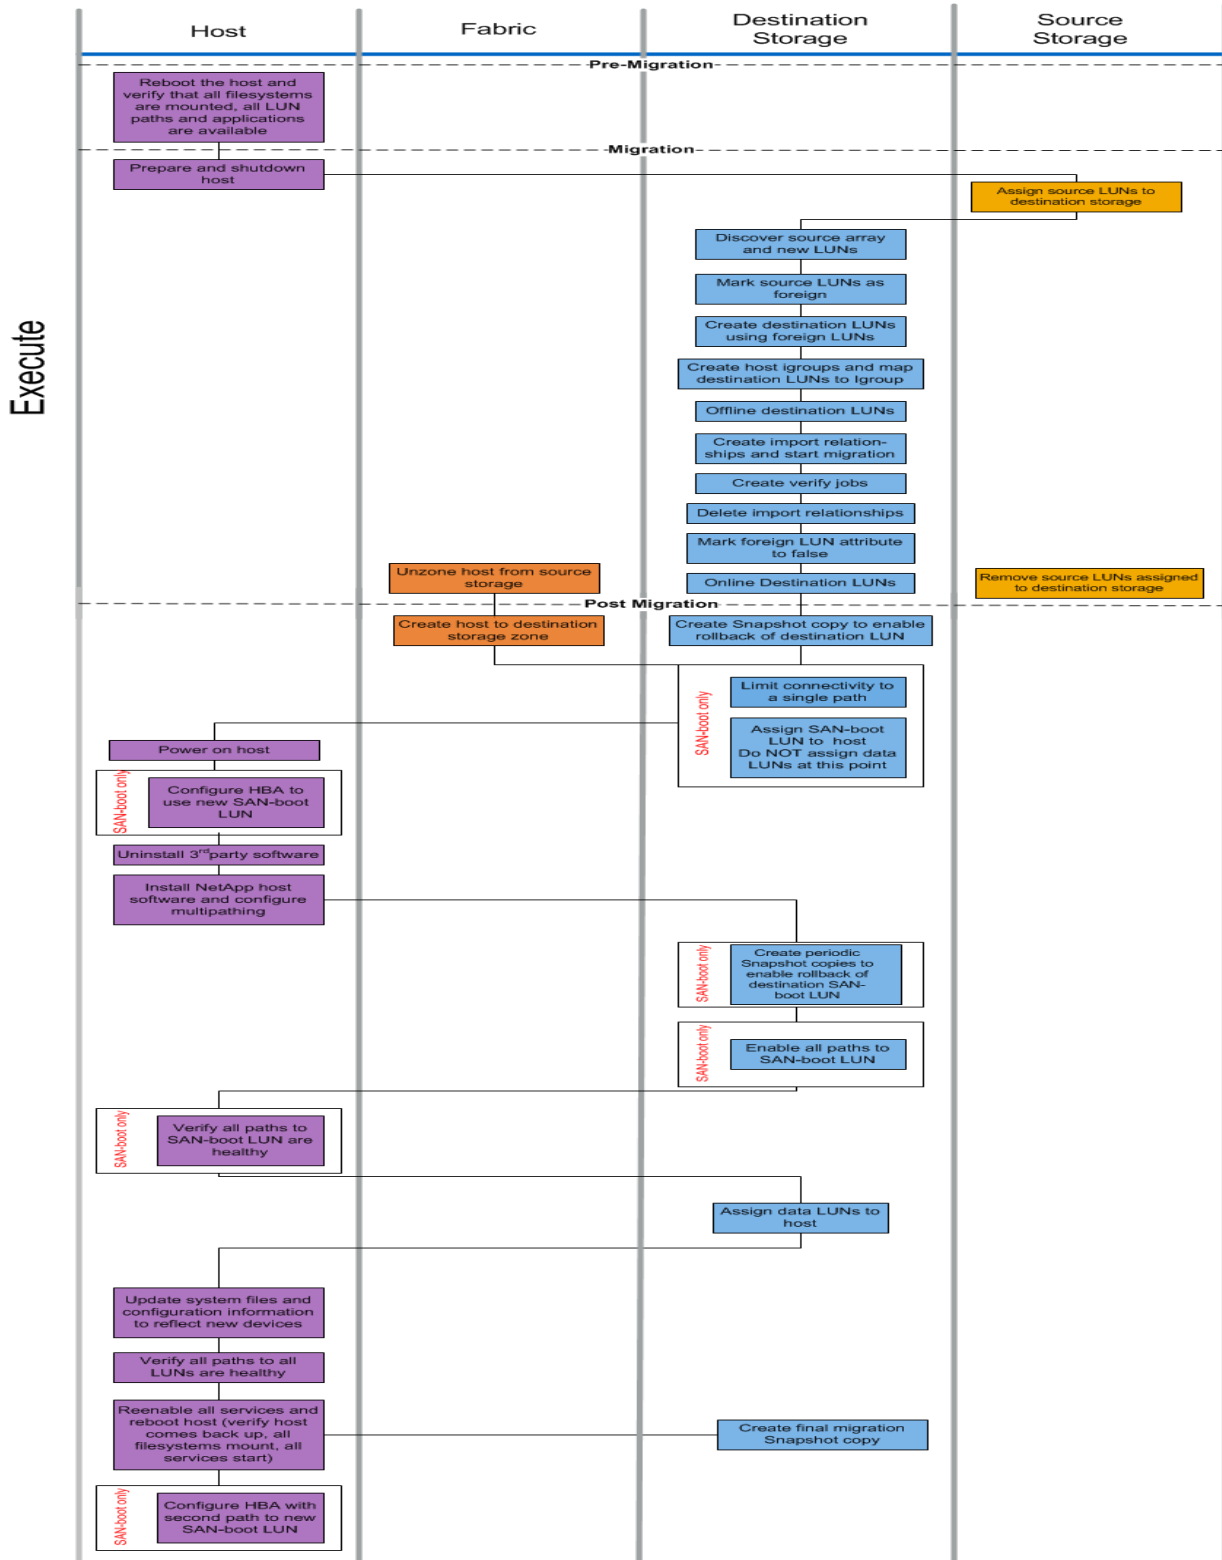 Host
Fabric
Destination
Storage
Source
Storage
Pre-Migration
Reboot the host and
verify that all filesystems
are mounted, all LUN
paths and applications
are available
Migration
Prepare and shutdown
host
Assign source LUNs to
destination storage
Discover source array
and new LUNs
Mark source LUNs as
foreign
Create destination LUNs
using foreign LUNs
Execute
Create host igroups and map
destination LUNs to Igroup
Offline destination LUNs
Create import relation-
ships and start migration
Create verify jobs
Delete import relationships
Mark foreign LUN attribute
to false
Unzone host from source
storage
Online Destination LUNs
Remove source LUNs assigned
to destination storage
Post Migration
Create host to destination
storage zone
Create Snapshot copy to enable
rollback of destination LUN
SAN-boot only
Limit connectivity to
a single path
Assign SAN-boot
LUN to host
Do NOT assign data
LUNs at this point
Power on host
SAN-boot only
Configure HBA to
use new SAN-boot
LUN
Uninstall 3rd party software
Install NetApp host
software and configure
multipathing
SAN-boot only
Create periodic
Snapshot copies to
enable rollback of
destination SAN-
boot LUN
SAN-boot only
Enable all paths to
SAN-boot LUN
SAN-boot only
Verify all paths to
SAN-boot LUN are
healthy
Assign data LUNs to
host
Update system files and
configuration information
to reflect new devices
Verify all paths to all
LUNs are healthy
Reenable all services and
reboot host (verify host
comes back up, all
filesystems mount, all
services start)
Create final migration
Snapshot copy
SAN-boot only
Configure HBA with
second path to new
SAN-boot LUN